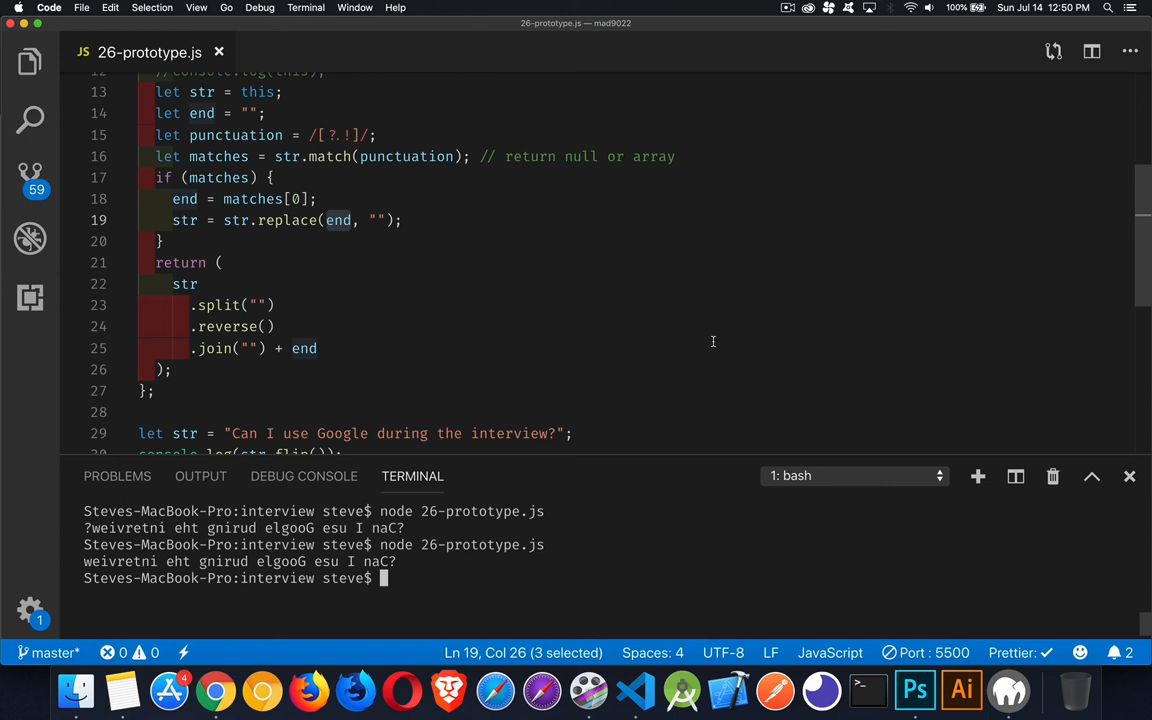 Code File Edit Selection View Go Debug Terminal Window Help 100% Sun Jul 14 12:50 PM
26-prototype.js — mad9022
JS 26-prototype.js ×
12 //console.log(this);
13 let str = this;
14 let end = "";
15 let punctuation = /[?.!]/;
16 let matches = str.match(punctuation); // return null or array
17 if (matches) {
18 end = matches[0];
19 str = str.replace(end, "");
20 }
21 return (
22 str
23 .split("")
24 .reverse()
25 .join("") + end
26 );
27 };
28
29 let str = "Can I use Google during the interview?";
30 console.log(str.flip());
59
PROBLEMS OUTPUT DEBUG CONSOLE TERMINAL 1: bash
Steves-MacBook-Pro:interview steve$ node 26-prototype.js
?weivretni eht gnirud elgooG esu I naC?
Steves-MacBook-Pro:interview steve$ node 26-prototype.js
weivretni eht gnirud elgooG esu I naC?
Steves-MacBook-Pro:interview steve$
1
master* 0 0 Ln 19, Col 26 (3 selected) Spaces: 4 UTF-8 LF JavaScript Port : 5500 Prettier: 2
4
>_ Ps Ai